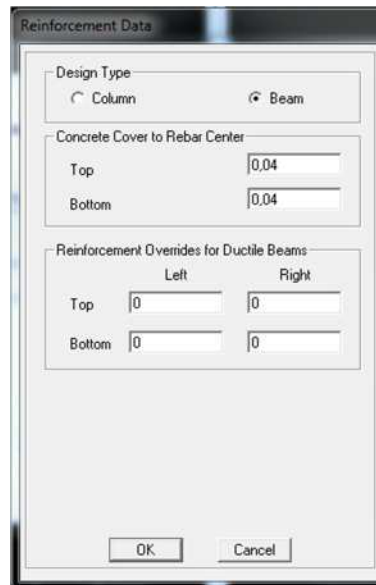 Reinforcement Data
Design Type
Column Beam
Concrete Cover to Rebar Center
Top 0,04
Bottom 0,04
Reinforcement Overrides for Ductile Beams
Left Right
Top 0 0
Bottom 0 0
OK Cancel